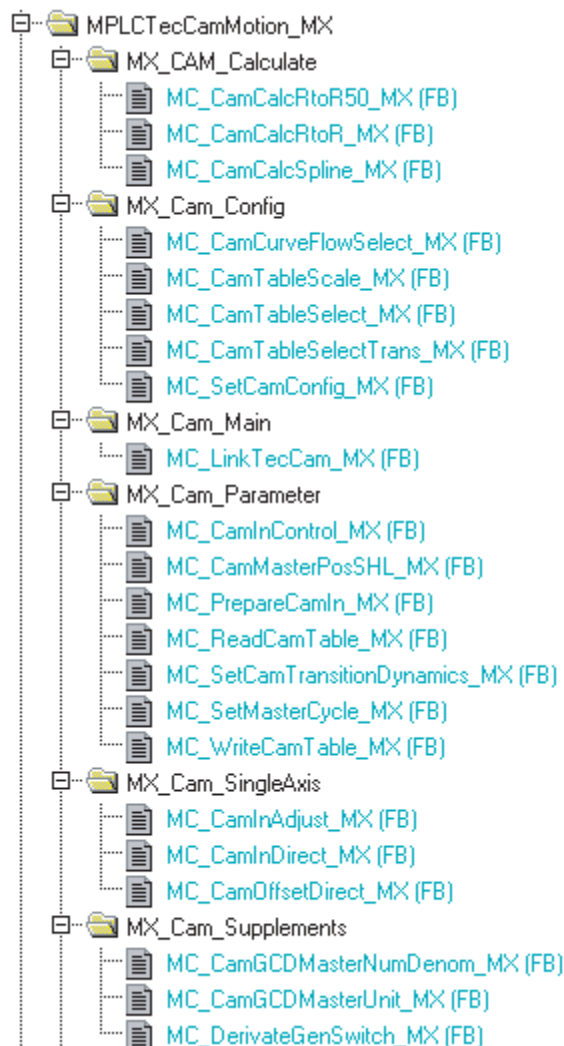 MPLCTecCamMotion_MX
MX_CAM_Calculate
MC_CamCalcRtoR50_MX (FB)
MC_CamCalcRtoR_MX (FB)
MC_CamCalcSpline_MX (FB)
MX_Cam_Config
MC_CamCurveFlowSelect_MX (FB)
MC_CamTableScale_MX (FB)
MC_CamTableSelect_MX (FB)
MC_CamTableSelectTrans_MX (FB)
MC_SetCamConfig_MX (FB)
MX_Cam_Main
MC_LinkTecCam_MX (FB)
MX_Cam_Parameter
MC_CamInControl_MX (FB)
MC_CamMasterPosSHL_MX (FB)
MC_PrepareCamIn_MX (FB)
MC_ReadCamTable_MX (FB)
MC_SetCamTransitionDynamics_MX (FB)
MC_SetMasterCycle_MX (FB)
MC_WriteCamTable_MX (FB)
MX_Cam_SingleAxis
MC_CamInAdjust_MX (FB)
MC_CamInDirect_MX (FB)
MC_CamOffsetDirect_MX (FB)
MX_Cam_Supplements
MC_CamGCDMasterNumDenom_MX (FB)
MC_CamGCDMasterUnit_MX (FB)
MC_DerivateGenSwitch_MX (FB)